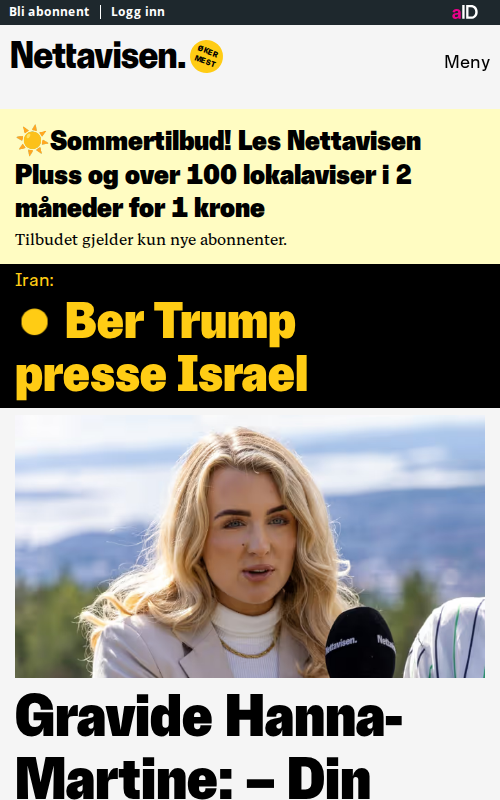 Bli abonnent | Logg inn
aID
Nettavisen.
ØKER
MEST
Meny
☀️Sommertilbud! Les Nettavisen
Pluss og over 100 lokalaviser i 2
måneder for 1 krone
Tilbudet gjelder kun nye abonnenter.
Iran:
● Ber Trump
presse Israel
Nettavisen.
Gravide Hanna-
Martine: – Din